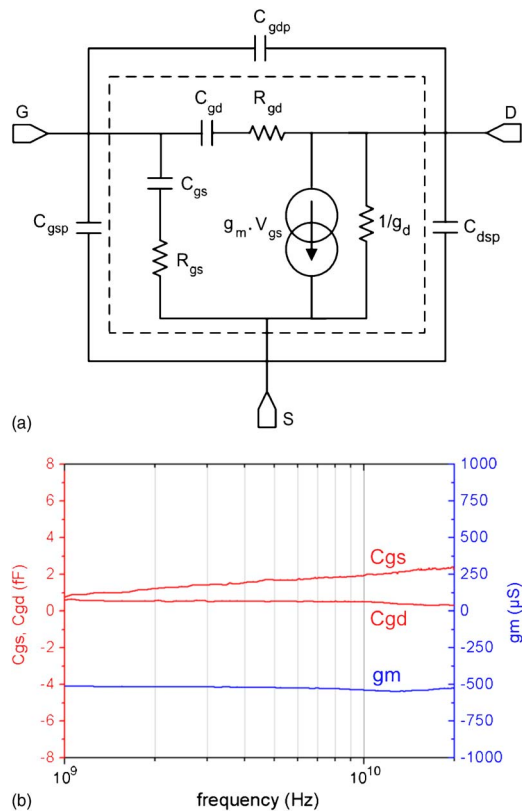 C_gdp
G
C_gd
R_gd
D
C_gs
C_gsp
R_gs
g_m.V_gs
1/g_d
C_dsp
S
(a)
8
6
4
2
0
-2
-4
-6
-8
Cgs, Cgd (fF)
1000
750
500
250
0
-250
-500
-750
-1000
gm (µS)
Cgs
Cgd
gm
10^9
10^10
frequency (Hz)
(b)